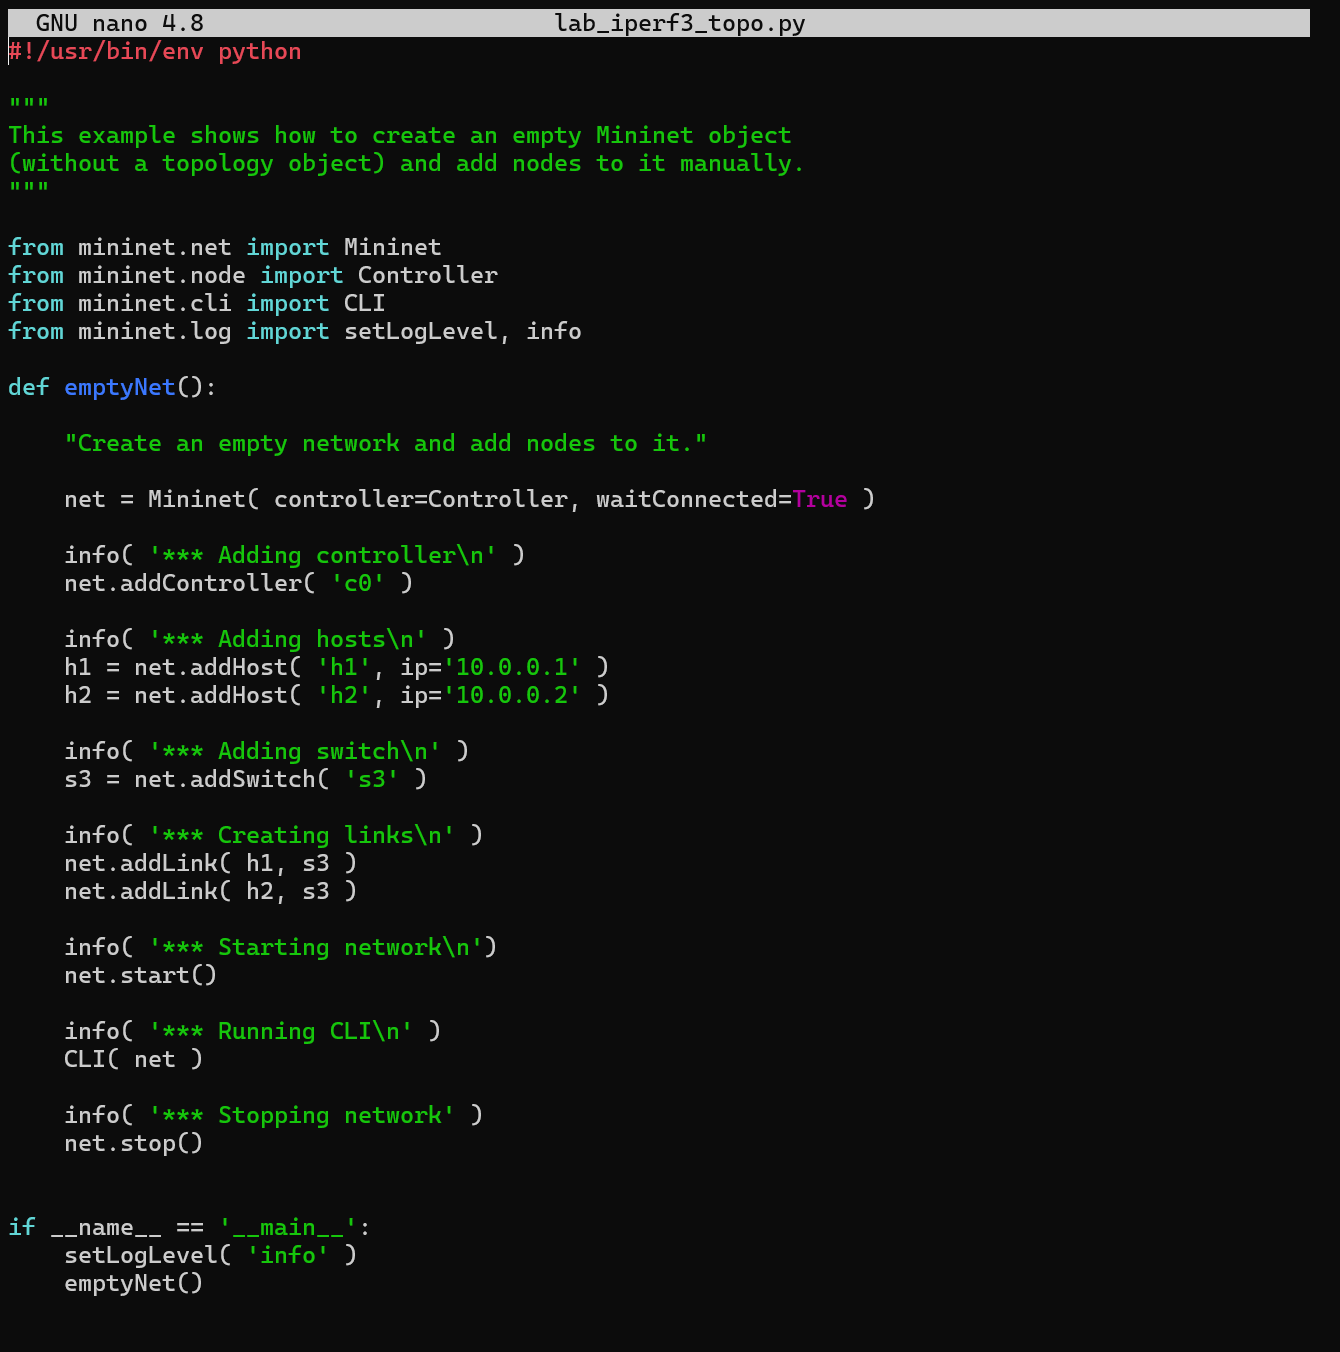 GNU nano 4.8 lab_iperf3_topo.py
#!/usr/bin/env python
"""
This example shows how to create an empty Mininet object
(without a topology object) and add nodes to it manually.
"""
from mininet.net import Mininet
from mininet.node import Controller
from mininet.cli import CLI
from mininet.log import setLogLevel, info
def emptyNet():
    "Create an empty network and add nodes to it."
    net = Mininet( controller=Controller, waitConnected=True )
    info( '*** Adding controller\n' )
    net.addController( 'c0' )
    info( '*** Adding hosts\n' )
    h1 = net.addHost( 'h1', ip='10.0.0.1' )
    h2 = net.addHost( 'h2', ip='10.0.0.2' )
    info( '*** Adding switch\n' )
    s3 = net.addSwitch( 's3' )
    info( '*** Creating links\n' )
    net.addLink( h1, s3 )
    net.addLink( h2, s3 )
    info( '*** Starting network\n')
    net.start()
    info( '*** Running CLI\n' )
    CLI( net )
    info( '*** Stopping network' )
    net.stop()
if __name__ == '__main__':
    setLogLevel( 'info' )
    emptyNet()